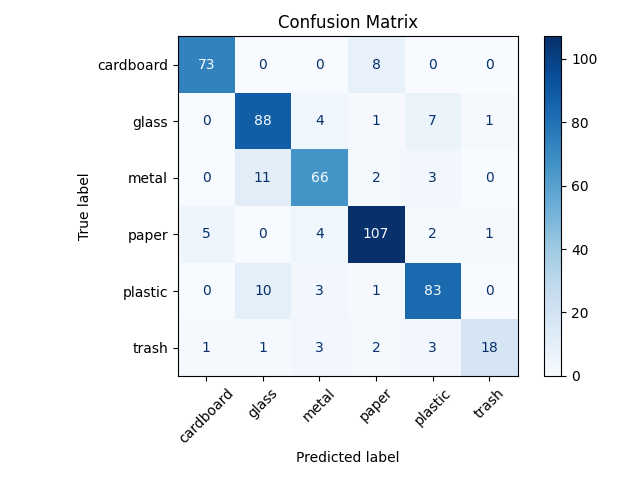 Confusion Matrix
True label
cardboard 73 0 0 8 0 0
glass 0 88 4 1 7 1
metal 0 11 66 2 3 0
paper 5 0 4 107 2 1
plastic 0 10 3 1 83 0
trash 1 1 3 2 3 18
cardboard glass metal paper plastic trash
Predicted label
100
80
60
40
20
0